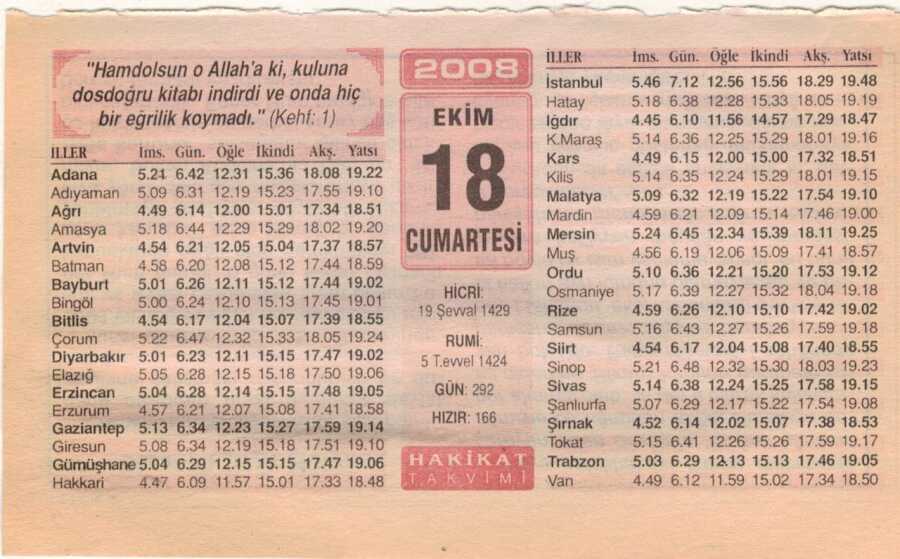 "Hamdolsun o Allah'a ki, kuluna
dosdoğru kitabı indirdi ve onda hiç
bir eğrilik koymadı." (Kehf: 1)
İLLER İms. Gün. Öğle İkindi Akş. Yatsı
Adana 5.24 6.42 12.31 15.36 18.08 19.22
Adıyaman 5.09 6.31 12.19 15.23 17.55 19.10
Ağrı 4.49 6.14 12.00 15.01 17.34 18.51
Amasya 5.18 6.44 12.29 15.29 18.02 19.20
Artvin 4.54 6.21 12.05 15.04 17.37 18.57
Batman 4.58 6.20 12.08 15.12 17.44 18.59
Bayburt 5.01 6.26 12.11 15.12 17.44 19.02
Bingöl 5.00 6.24 12.10 15.13 17.45 19.01
Bitlis 4.54 6.17 12.04 15.07 17.39 18.55
Çorum 5.22 6.47 12.32 15.33 18.05 19.24
Diyarbakır 5.01 6.23 12.11 15.15 17.47 19.02
Elazığ 5.05 6.28 12.15 15.18 17.50 19.06
Erzincan 5.04 6.28 12.14 15.15 17.48 19.05
Erzurum 4.57 6.21 12.07 15.08 17.41 18.58
Gaziantep 5.13 6.34 12.23 15.27 17.59 19.14
Giresun 5.08 6.34 12.19 15.18 17.51 19.10
Gümüşhane 5.04 6.29 12.15 15.15 17.47 19.06
Hakkari 4.47 6.09 11.57 15.01 17.33 18.48
2008
EKİM
18
CUMARTESİ
HİCRİ:
19 Şevval 1429
RUMİ:
5 T.evvel 1424
GÜN: 292
HIZIR: 166
HAKİKAT
TAKVİMİ
İLLER İms. Gün. Öğle İkindi Akş. Yatsı
İstanbul 5.46 7.12 12.56 15.56 18.29 19.48
Hatay 5.18 6.38 12.28 15.33 18.05 19.19
Iğdır 4.45 6.10 11.56 14.57 17.29 18.47
K.Maraş 5.14 6.36 12.25 15.29 18.01 19.16
Kars 4.49 6.15 12.00 15.00 17.32 18.51
Kilis 5.14 6.35 12.24 15.29 18.01 19.15
Malatya 5.09 6.32 12.19 15.22 17.54 19.10
Mardin 4.59 6.21 12.09 15.14 17.46 19.00
Mersin 5.24 6.45 12.34 15.39 18.11 19.25
Muş 4.56 6.19 12.06 15.09 17.41 18.57
Ordu 5.10 6.36 12.21 15.20 17.53 19.12
Osmaniye 5.17 6.39 12.27 15.32 18.04 19.18
Rize 4.59 6.26 12.10 15.10 17.42 19.02
Samsun 5.16 6.43 12.27 15.26 17.59 19.18
Siirt 4.54 6.17 12.04 15.08 17.40 18.55
Sinop 5.21 6.48 12.32 15.30 18.03 19.23
Sivas 5.14 6.38 12.24 15.25 17.58 19.15
Şanlıurfa 5.07 6.29 12.17 15.22 17.54 19.08
Şırnak 4.52 6.14 12.02 15.07 17.38 18.53
Tokat 5.15 6.41 12.26 15.26 17.59 19.17
Trabzon 5.03 6.29 12.13 15.13 17.46 19.05
Van 4.49 6.12 11.59 15.02 17.34 18.50